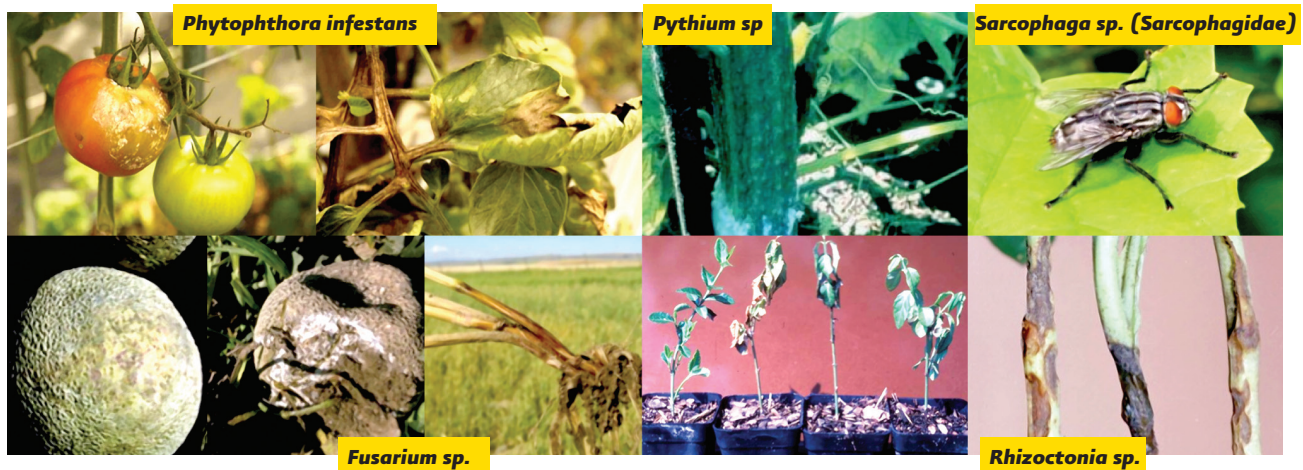 Phytophthora infestans
Pythium sp
Sarcophaga sp. (Sarcophagidae)
Fusarium sp.
Rhizoctonia sp.